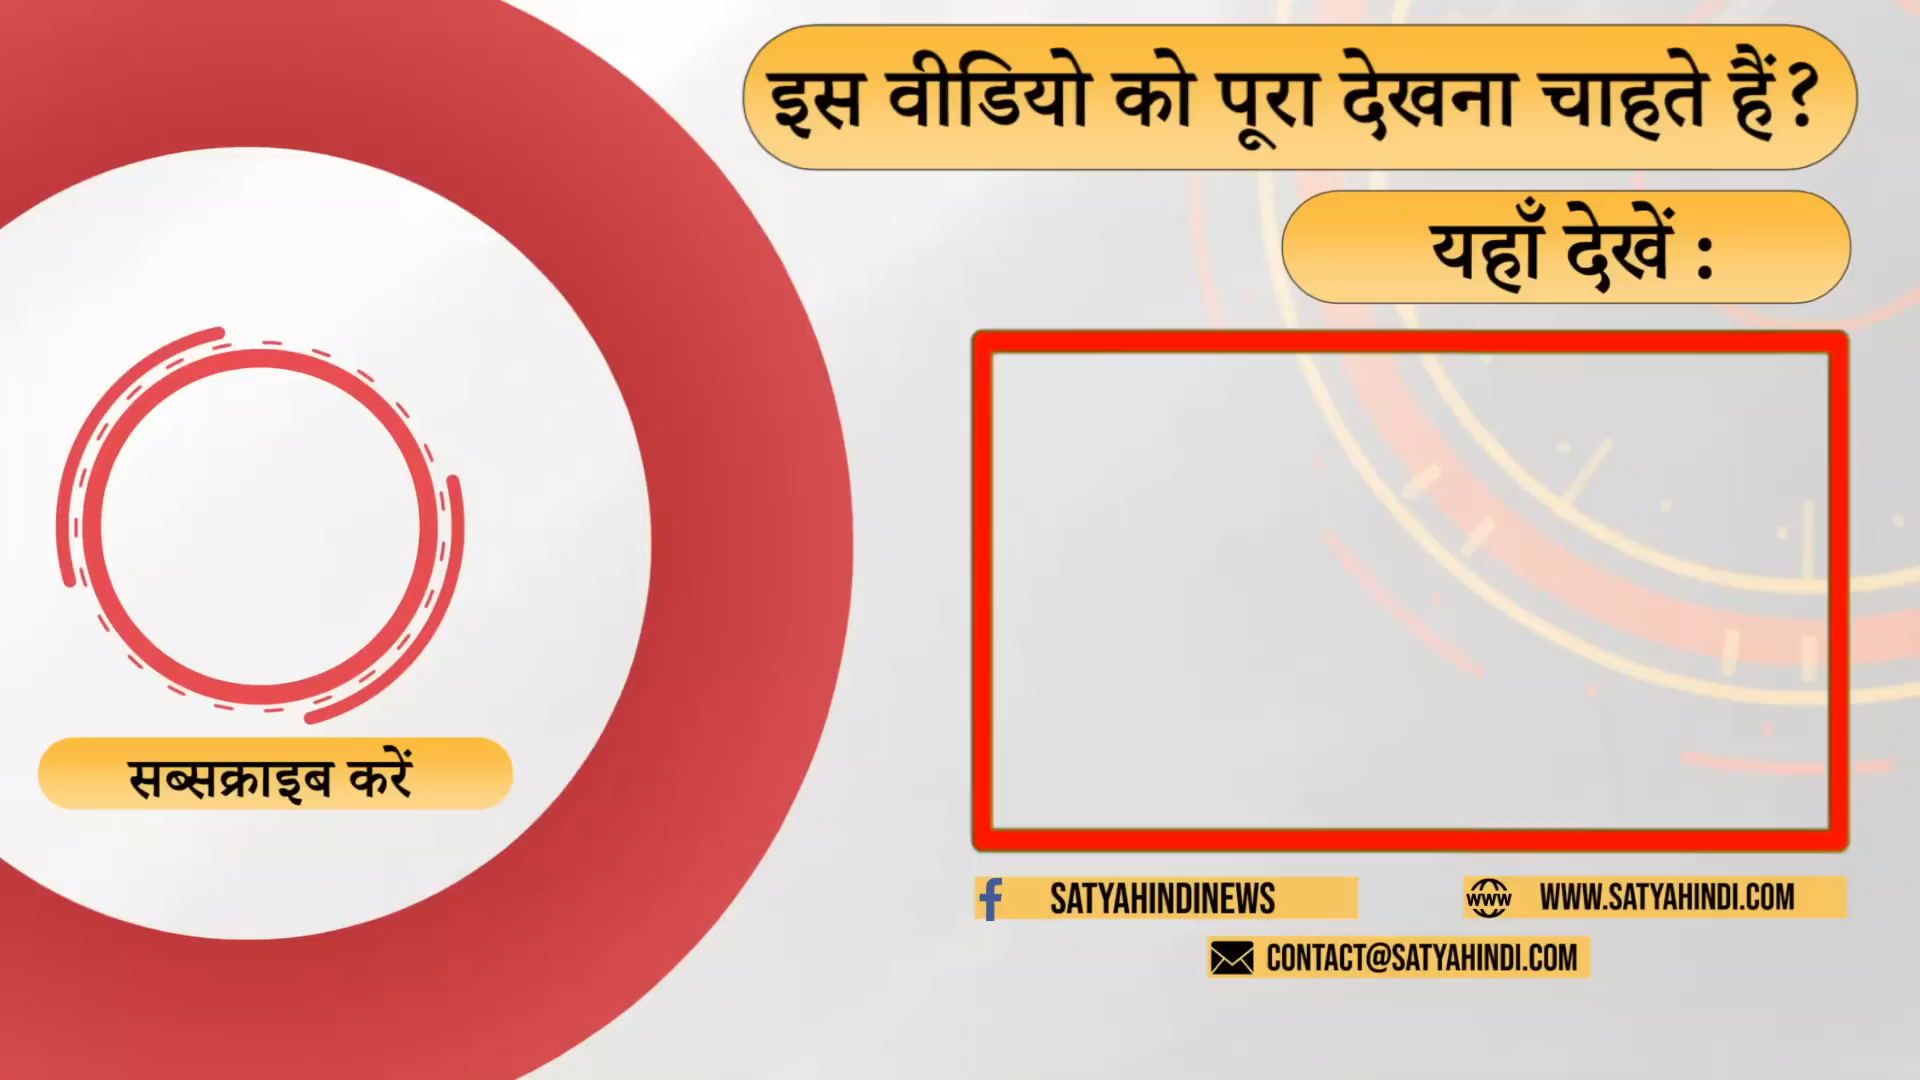 इस वीडियो को पूरा देखना चाहते हैं?
यहाँ देखें :
सब्सक्राइब करें
SATYAHINDINEWS
WWW.SATYAHINDI.COM
CONTACT@SATYAHINDI.COM